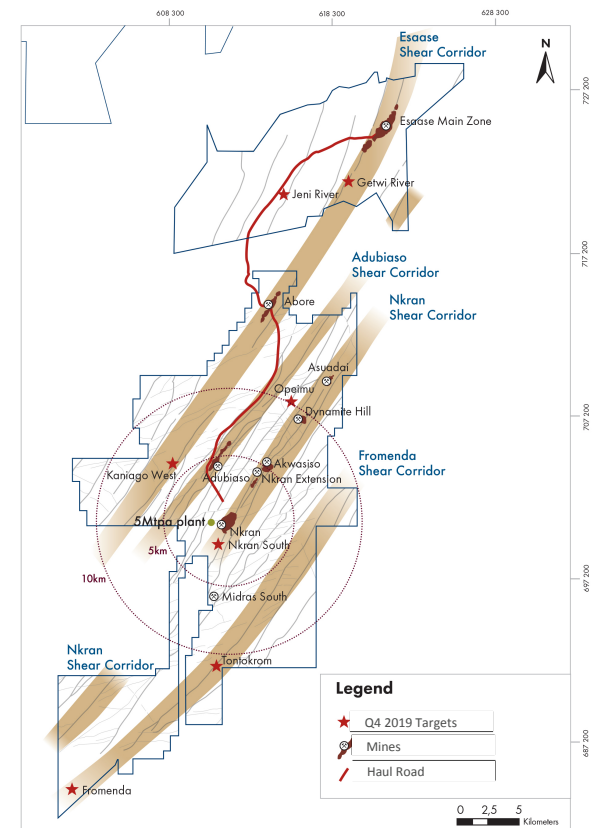 608 300
618 300
628 300
Esaase
Shear Corridor
N
727 200
Esaase Main Zone
Getwi River
Jeni River
717 200
Adubiaso
Shear Corridor
Abore
Nkran
Shear Corridor
Asuadai
Opeimu
707 200
Dynamite Hill
Fromenda
Shear Corridor
Akwasiso
Kaniago West
Adubiaso
Nkran Extension
5Mtpa plant
Nkran
5km
Nkran South
10km
697 200
Midras South
Nkran
Shear Corridor
Tontokrom
Legend
Q4 2019 Targets
Mines
687 200
Haul Road
Fromenda
0 2,5 5
Kilometers